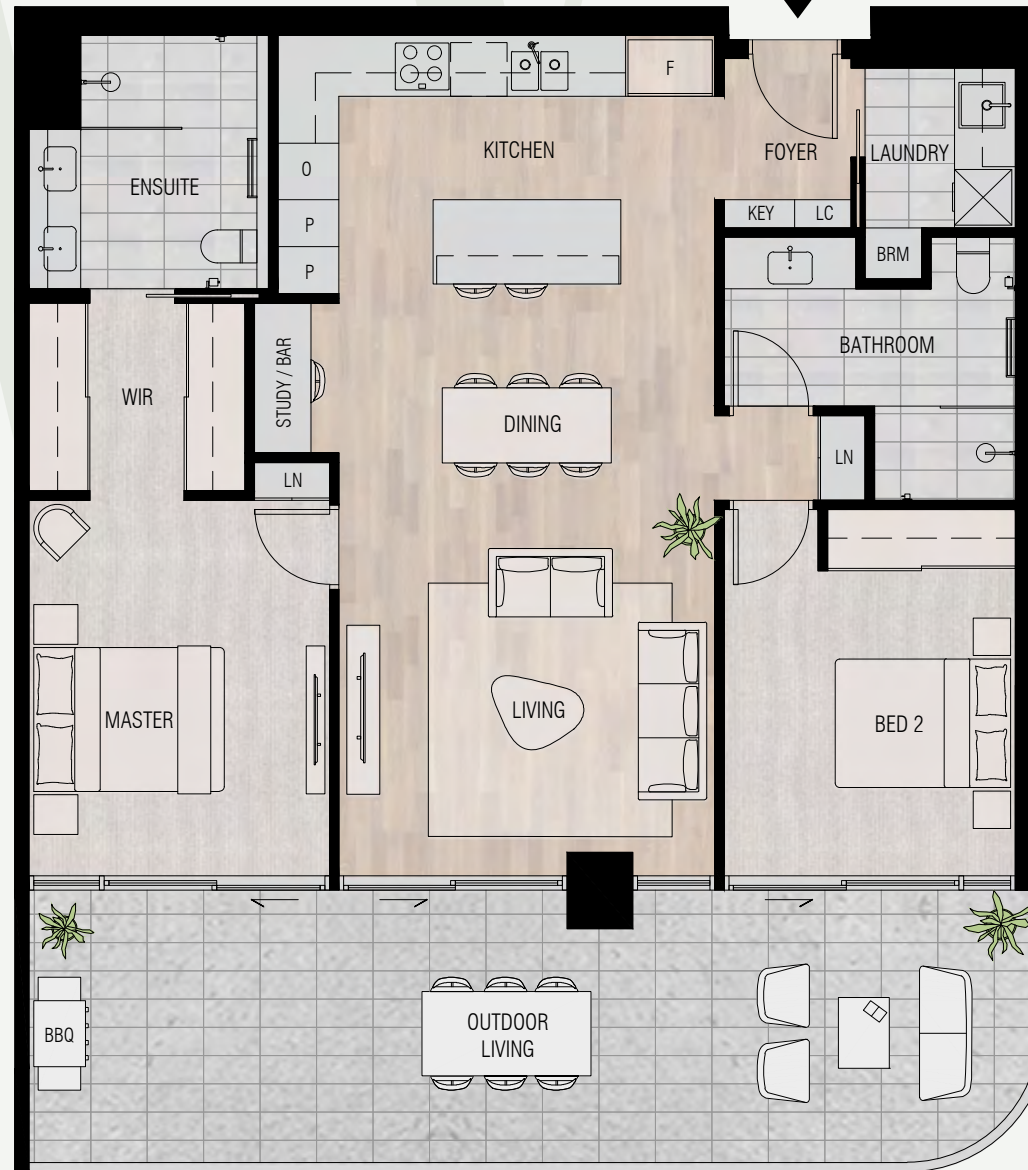 F
KITCHEN
FOYER
LAUNDRY
O
ENSUITE
P
KEY
LC
P
BRM
BATHROOM
STUDY / BAR
WIR
DINING
LN
LN
LIVING
MASTER
BED 2
OUTDOOR
LIVING
BBQ